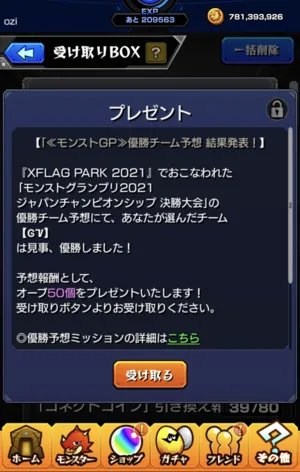 EXP
ozi
あと 209563
781,393,926
受け取りBOX
?
一括削除
プレゼント
【「≪モンストGP≫優勝チーム予想 結果発表！】
『XFLAG PARK 2021』でおこなわれた
「モンストグランプリ2021
ジャパンチャンピオンシップ 決勝大会」の
優勝チーム予想にて、あなたが選んだチーム
【GV】
は見事、優勝しました！
予想報酬として、
オーブ50個をプレゼントいたします！
受け取りボタンよりお受け取りください。
◎優勝予想ミッションの詳細はこちら
受け取る
「コネクトコイン」引き換え券
39/80
ホーム
モンスター
ショップ
ガチャ
フレンド
その他